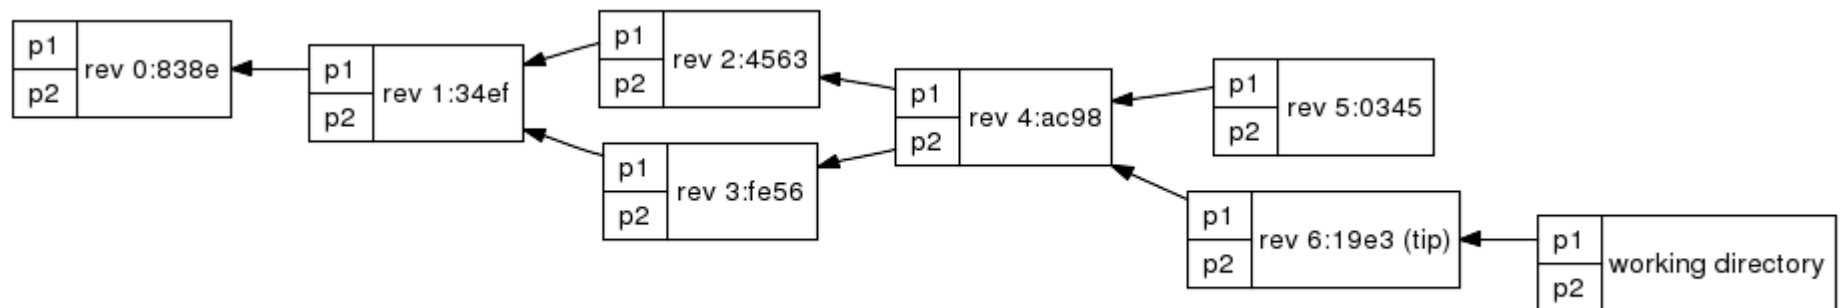 p1
p2
rev 0:838e
p1
p2
rev 1:34ef
p1
p2
rev 2:4563
p1
p2
rev 3:fe56
p1
p2
rev 4:ac98
p1
p2
rev 5:0345
p1
p2
rev 6:19e3 (tip)
p1
p2
working directory